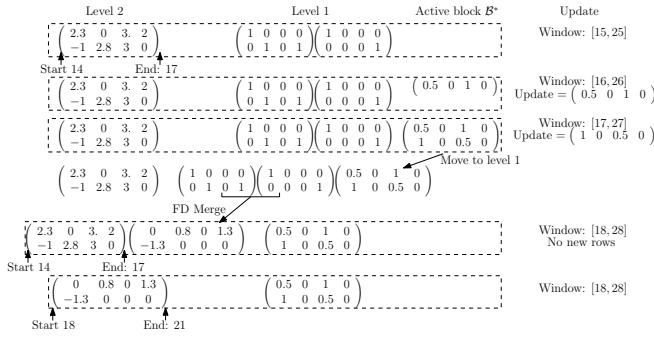 Level 2 Level 1 Active block B* Update
( 2.3 0 3. 2 ) ( 1 0 0 0 ) ( 1 0 0 0 ) Window: [15, 25]
( −1 2.8 3 0 ) ( 0 1 0 1 ) ( 0 0 0 1 )
Start 14 End: 17
( 2.3 0 3. 2 ) ( 1 0 0 0 ) ( 1 0 0 0 ) ( 0.5 0 1 0 ) Window: [16, 26]
( −1 2.8 3 0 ) ( 0 1 0 1 ) ( 0 0 0 1 ) Update = ( 0.5 0 1 0 )
( 2.3 0 3. 2 ) ( 1 0 0 0 ) ( 1 0 0 0 ) ( 0.5 0 1 0 ) Window: [17, 27]
( −1 2.8 3 0 ) ( 0 1 0 1 ) ( 0 0 0 1 ) ( 1 0 0.5 0 ) Update = ( 1 0 0.5 0 )
Move to level 1
( 2.3 0 3. 2 ) ( 1 0 0 0 ) ( 1 0 0 0 ) ( 0.5 0 1 0 )
( −1 2.8 3 0 ) ( 0 1 0 1 ) ( 0 0 0 1 ) ( 1 0 0.5 0 )
FD Merge
( 2.3 0 3. 2 ) ( 0 0.8 0 1.3 ) ( 0.5 0 1 0 ) Window: [18, 28]
( −1 2.8 3 0 ) ( −1.3 0 0 0 ) ( 1 0 0.5 0 ) No new rows
Start 14 End: 17
( 0 0.8 0 1.3 ) ( 0.5 0 1 0 ) Window: [18, 28]
( −1.3 0 0 0 ) ( 1 0 0.5 0 )
Start 18 End: 21